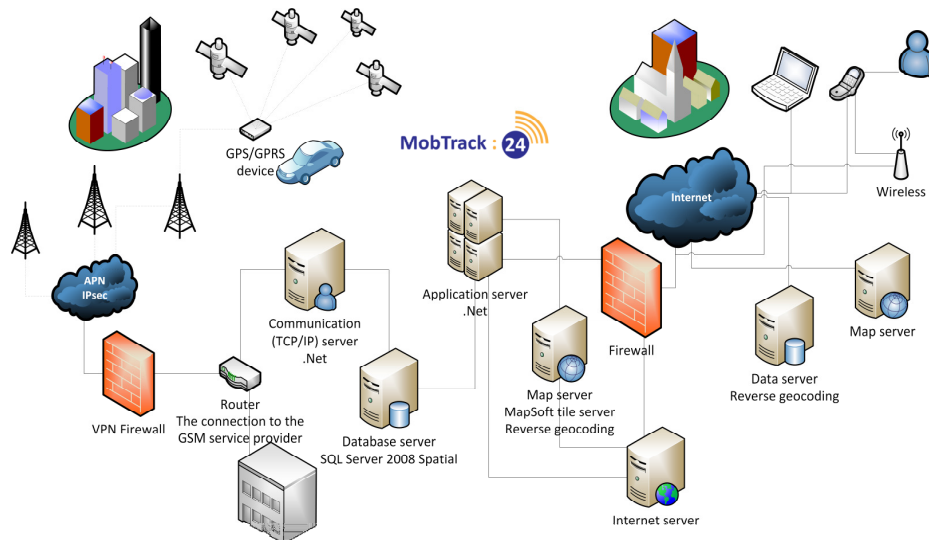 GPS/GPRS
device
MobTrack : 24
Internet
Wireless
APN
IPsec
Communication
(TCP/IP) server
.Net
Application server
.Net
Firewall
Map server
Map server
MapSoft tile server
Reverse geocoding
Data server
Reverse geocoding
VPN Firewall
Router
The connection to the
GSM service provider
Database server
SQL Server 2008 Spatial
Internet server